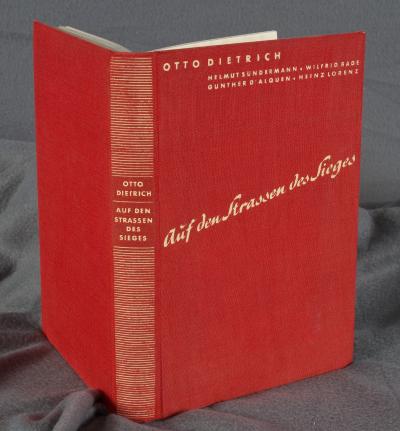 OTTO DIETRICH
HELMUT SÜNDERMANN • WILFRID BADE
GUNTHER D'ALQUEN • HEINZ LORENZ
Auf den Strassen des Sieges
OTTO
DIETRICH
AUF DEN
STRASSEN
DES
SIEGES